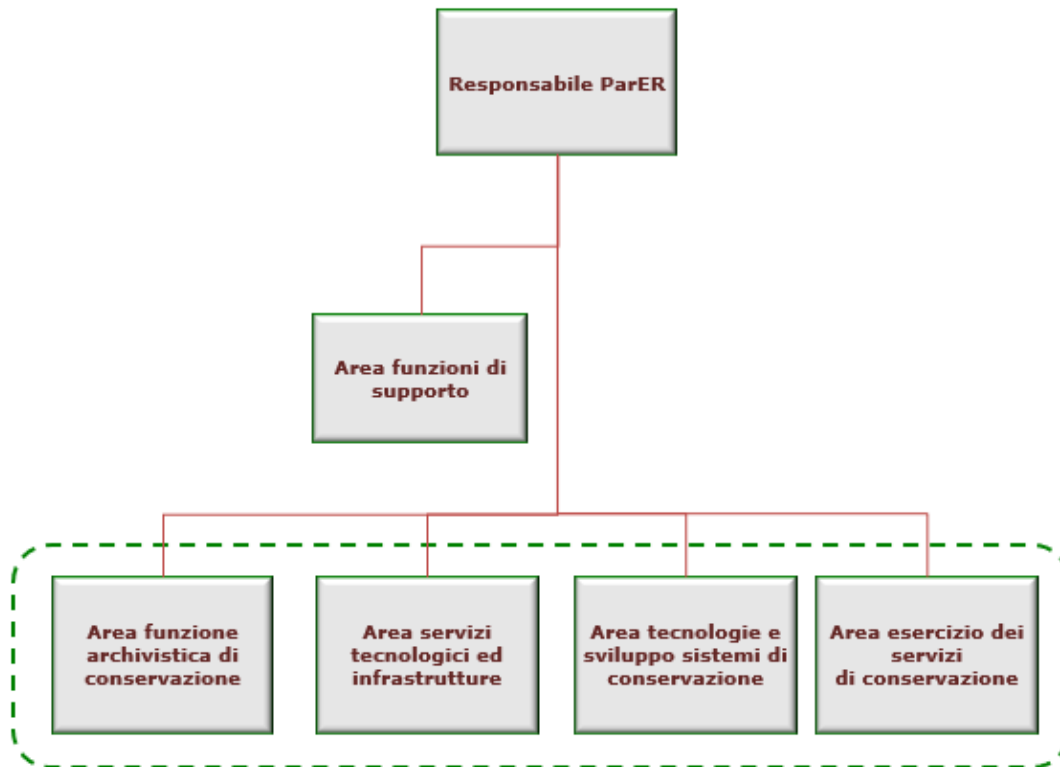 Responsabile ParER
Area funzioni di
supporto
Area funzione
archivistica di
conservazione
Area servizi
tecnologici ed
infrastrutture
Area tecnologie e
sviluppo sistemi di
conservazione
Area esercizio dei
servizi
di conservazione